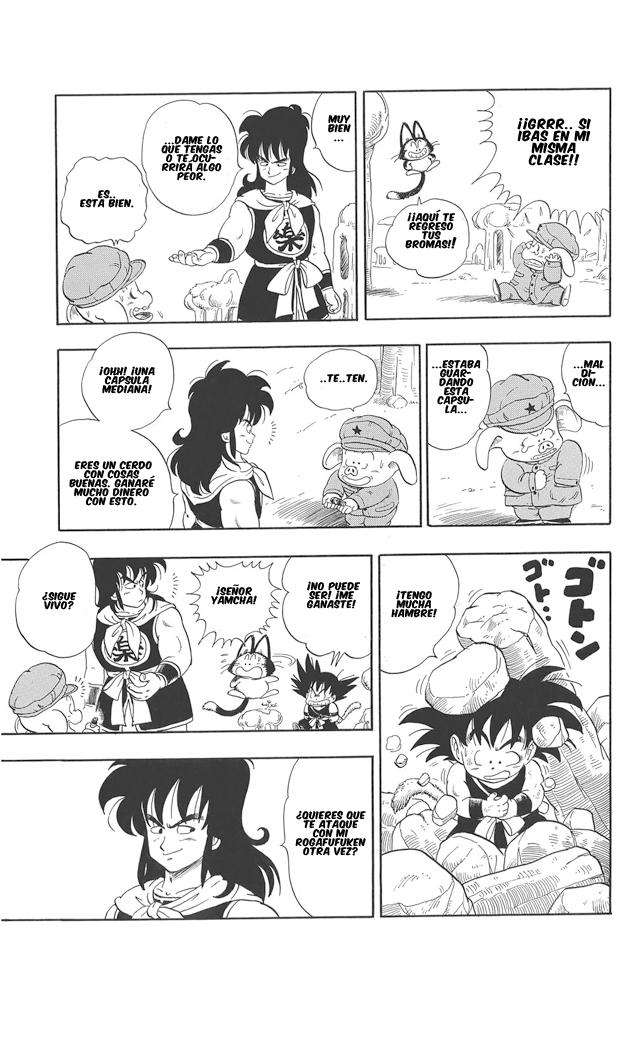 ¡¡GRRR.. SI
IBAS EN MI
MISMA
CLASE!!
¡¡AQUÍ TE
REGRESO
TUS
BROMAS!!
MUY
BIEN
...
...DAME LO
QUE TENGAS
O TE.OCU-
RRIRÁ ALGO
PEOR.
ES..
ESTA BIEN.
...MAL
DI-
CIÓN...
...ESTABA
GUAR-
DANDO
ESTA
CÁPSU-
LA...
..TE..TEN.
¡OHH! ¡UNA
CÁPSULA
MEDIANA!
ERES UN CERDO
CON COSAS
BUENAS. GANARÉ
MUCHO DINERO
CON ESTO.
ゴトン
ゴト..
¡TENGO
MUCHA
HAMBRE!
¡NO PUEDE
SER! ¡ME
GANASTE!
¡SEÑOR
YAMCHA!
¿SIGUE
VIVO?
¿QUIERES QUE
TE ATAQUE
CON MI
ROGAFUFUKEN
OTRA VEZ?